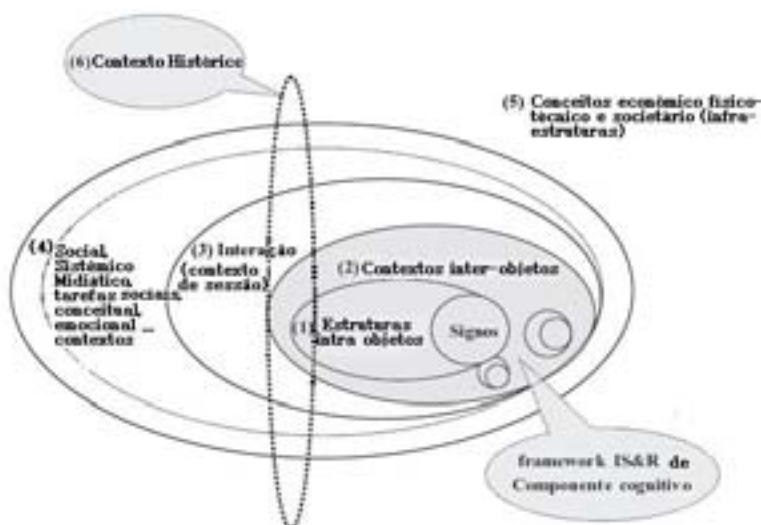 (6) Contexto Histórico
(5) Conceitos econômico físico-
técnico e societário (infra-
estruturas)
(4) Social,
Sistêmico
Midiático,
tarefas sociais,
conceitual,
emocional ...
contextos
(3) Interação
(contexto
de sessão)
(2) Contextos inter-objetos
(1) Estruturas
intra objetos
Signos
framework IS&R de
Componente cognitivo